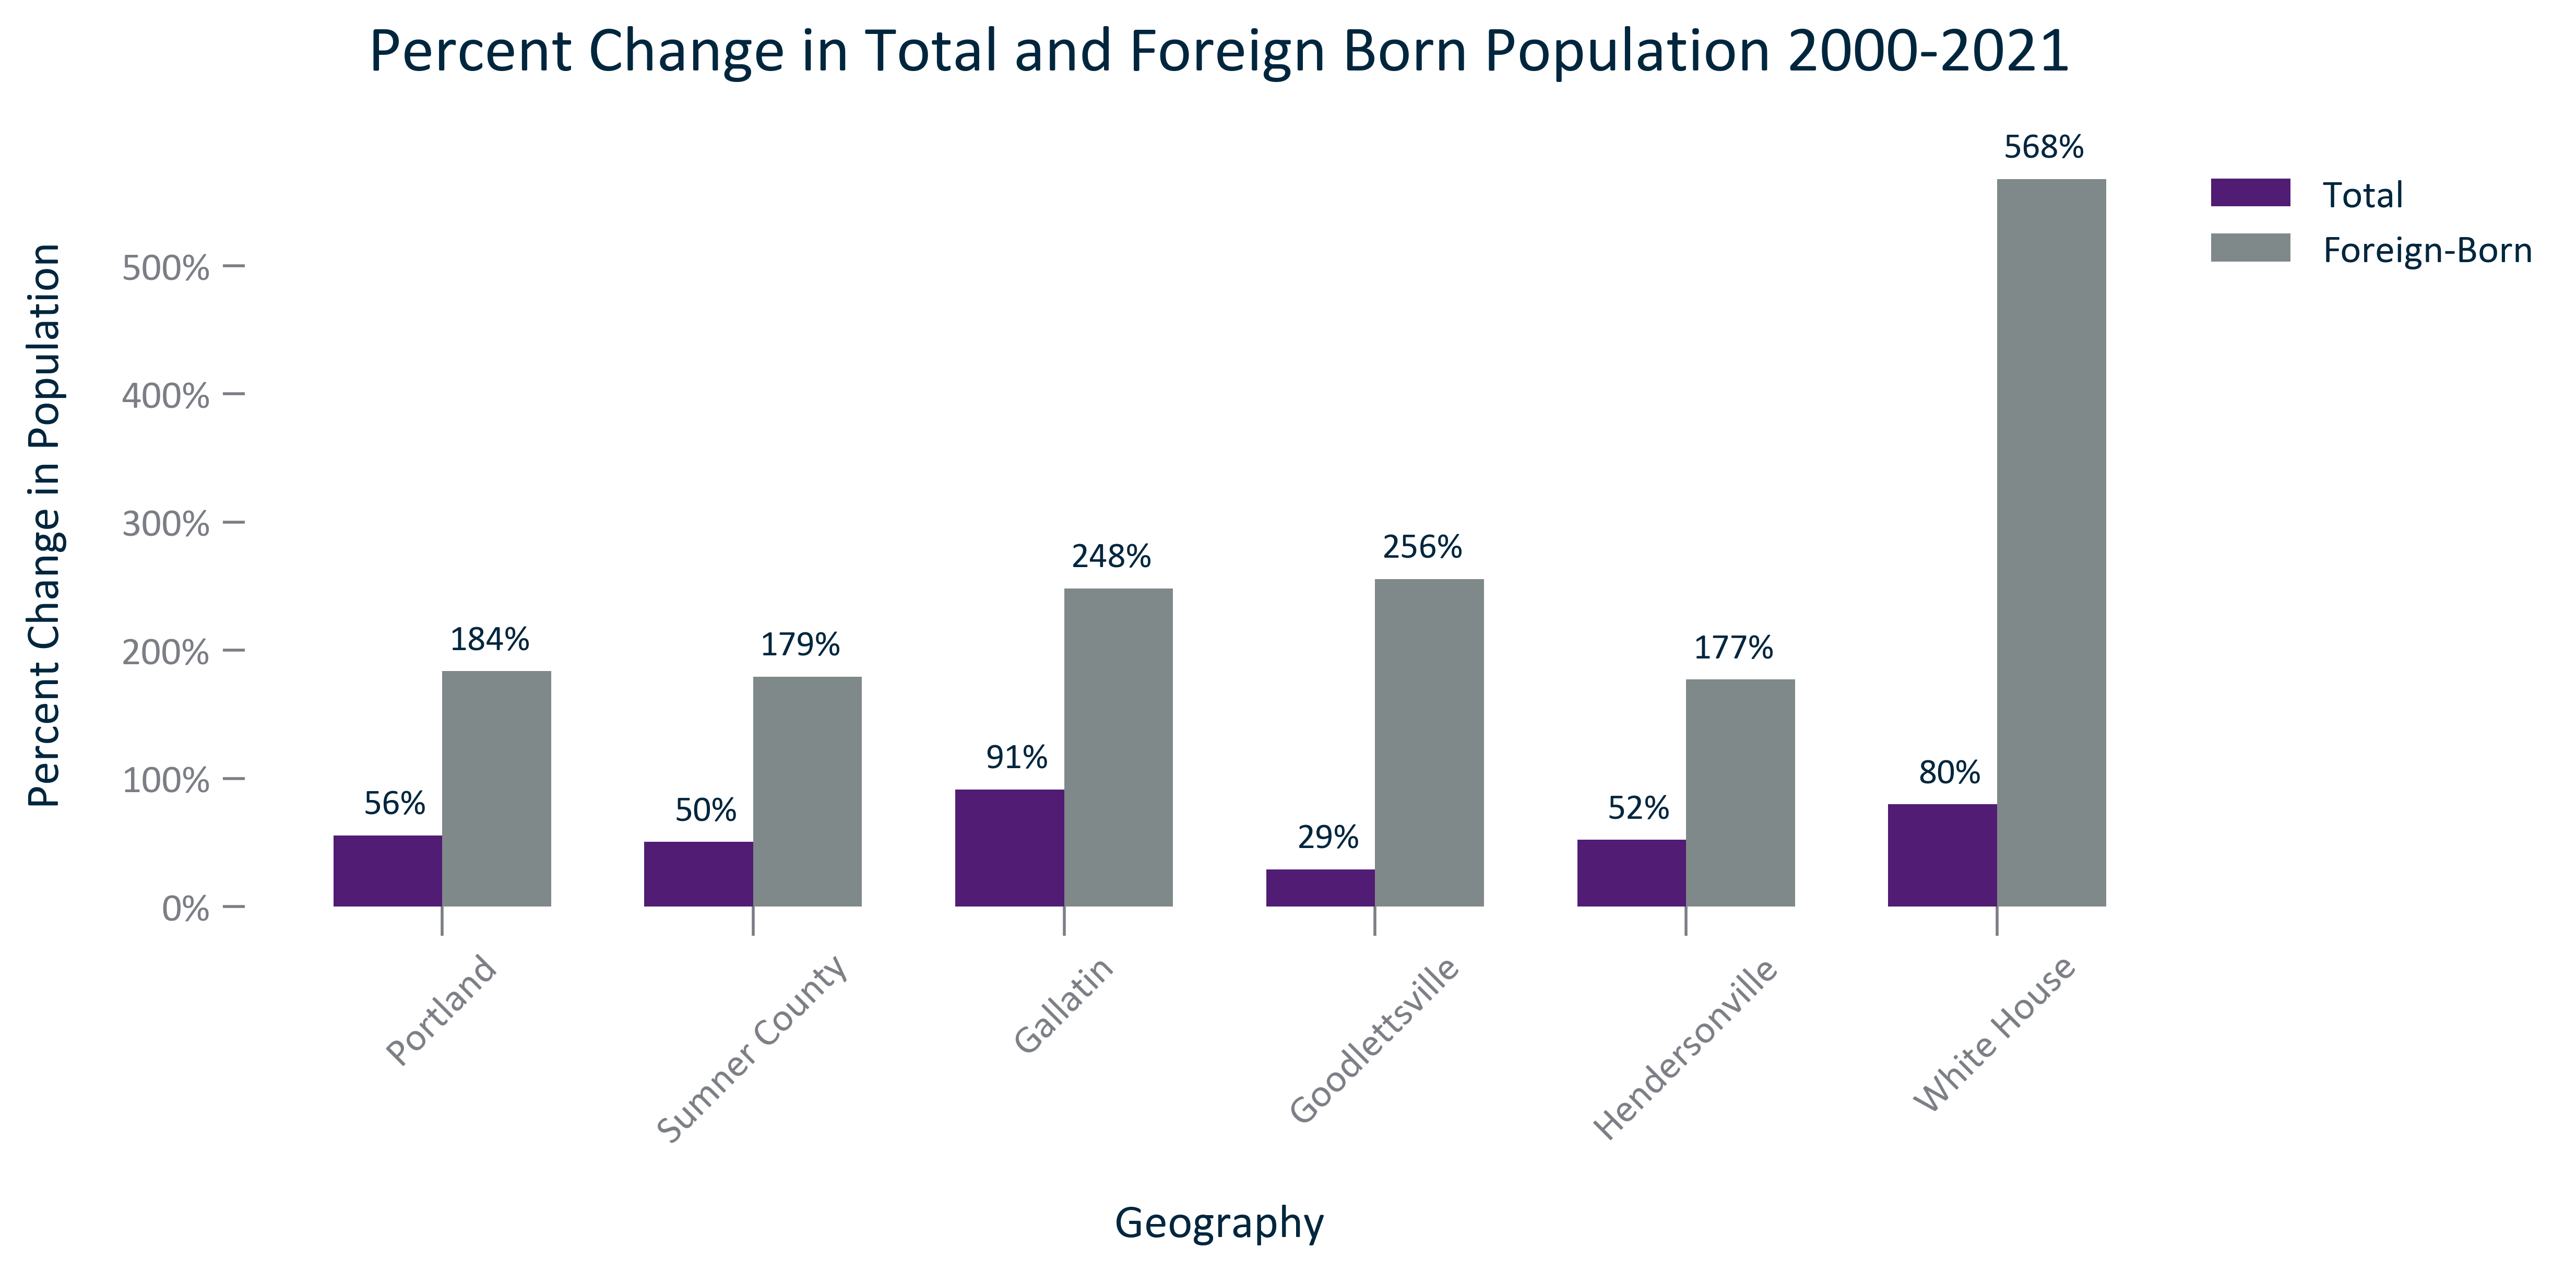 Percent Change in Total and Foreign Born Population 2000-2021
Percent Change in Population
500%
400%
300%
200%
100%
0%
56%
184%
50%
179%
91%
248%
29%
256%
52%
177%
80%
568%
Total
Foreign-Born
Portland
Sumner County
Gallatin
Goodlettsville
Hendersonville
White House
Geography